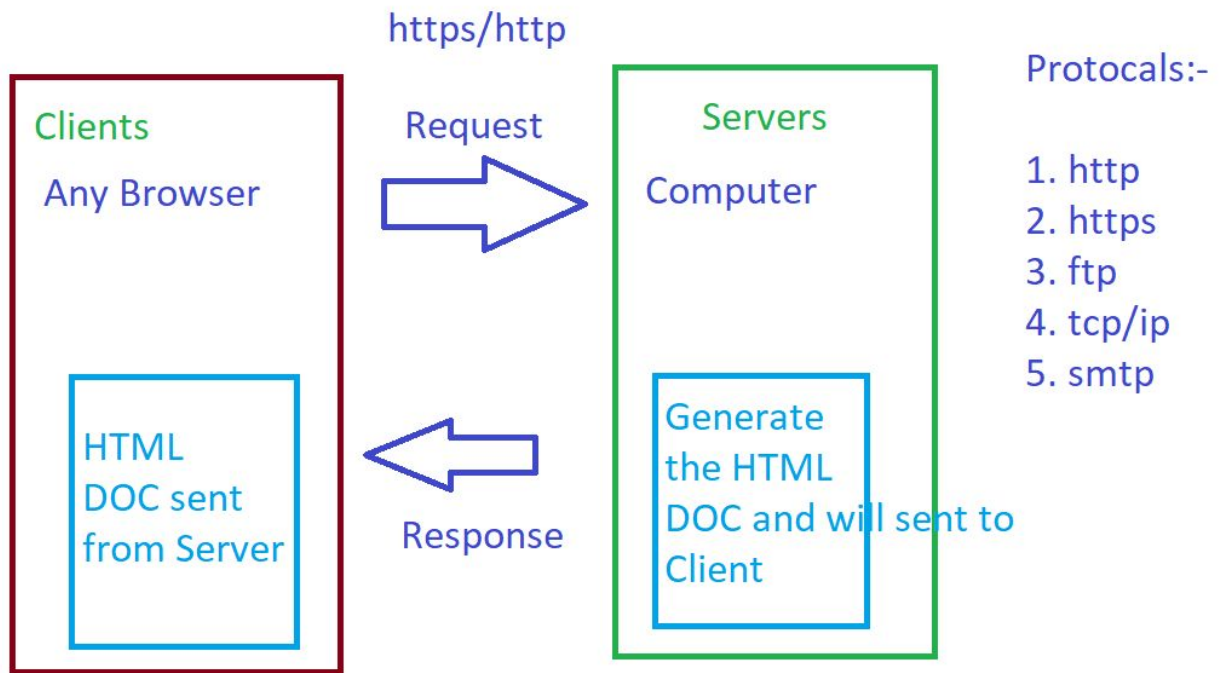 https/http
Clients
Any Browser
HTML
DOC sent
from Server
Request
Response
Servers
Computer
Generate
the HTML
DOC and will sent to
Client
Protocals:-
1. http
2. https
3. ftp
4. tcp/ip
5. smtp